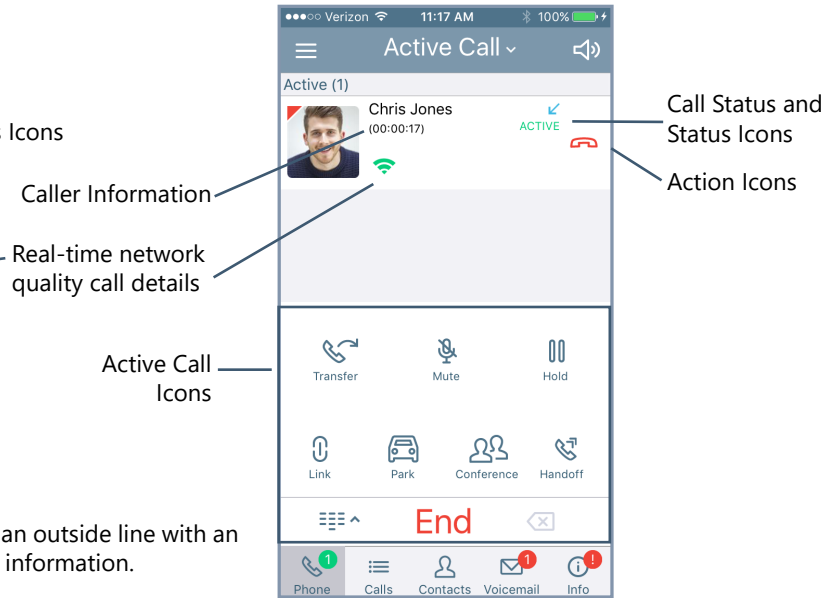 Verizon 11:17 AM 100%
Active Call
Active (1)
Chris Jones
(00:00:17)
ACTIVE
Call Status and
Status Icons
s Icons
Action Icons
Caller Information
Real-time network
quality call details
Active Call
Icons
Transfer Mute Hold
Link Park Conference Handoff
End
an outside line with an
information.
1 1 !
Phone Calls Contacts Voicemail Info